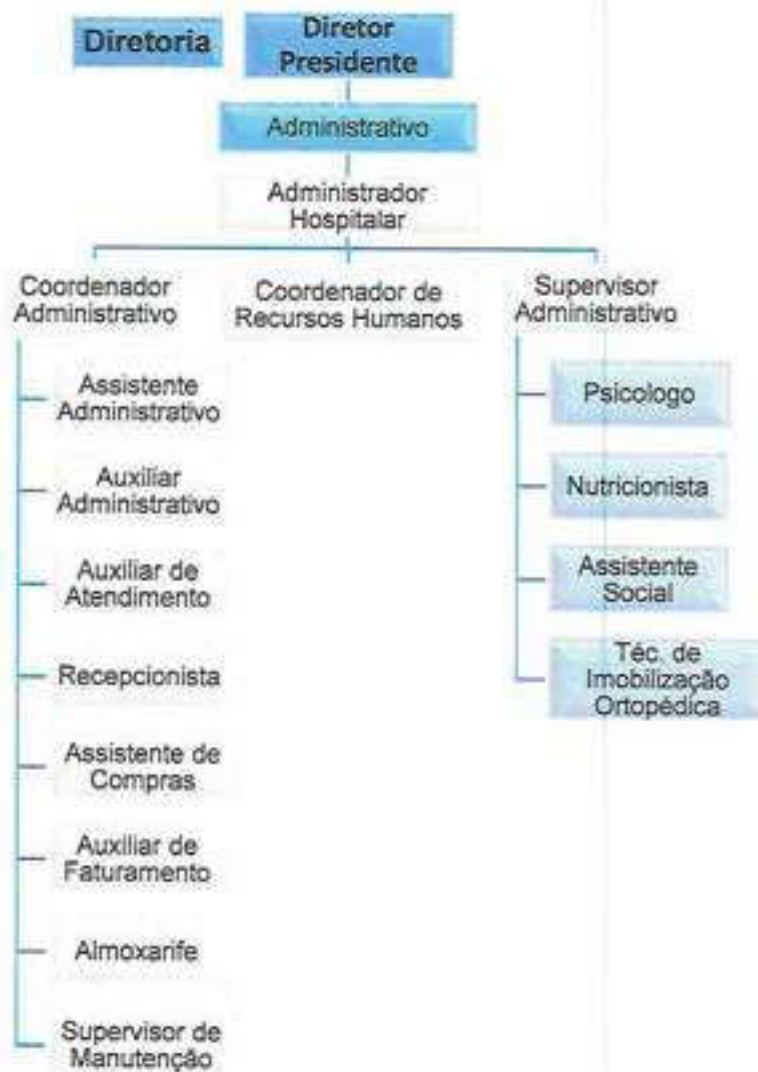 Diretoria
Diretor
Presidente
Administrativo
Administrador
Hospitalar
Coordenador
Administrativo
Coordenador de
Recursos Humanos
Supervisor
Administrativo
Assistente
Administrativo
Auxiliar
Administrativo
Auxiliar de
Atendimento
Recepcionista
Assistente de
Compras
Auxiliar de
Faturamento
Almoxarife
Supervisor de
Manutenção
Psicologo
Nutricionista
Assistente
Social
Téc. de
Imobilização
Ortopédica